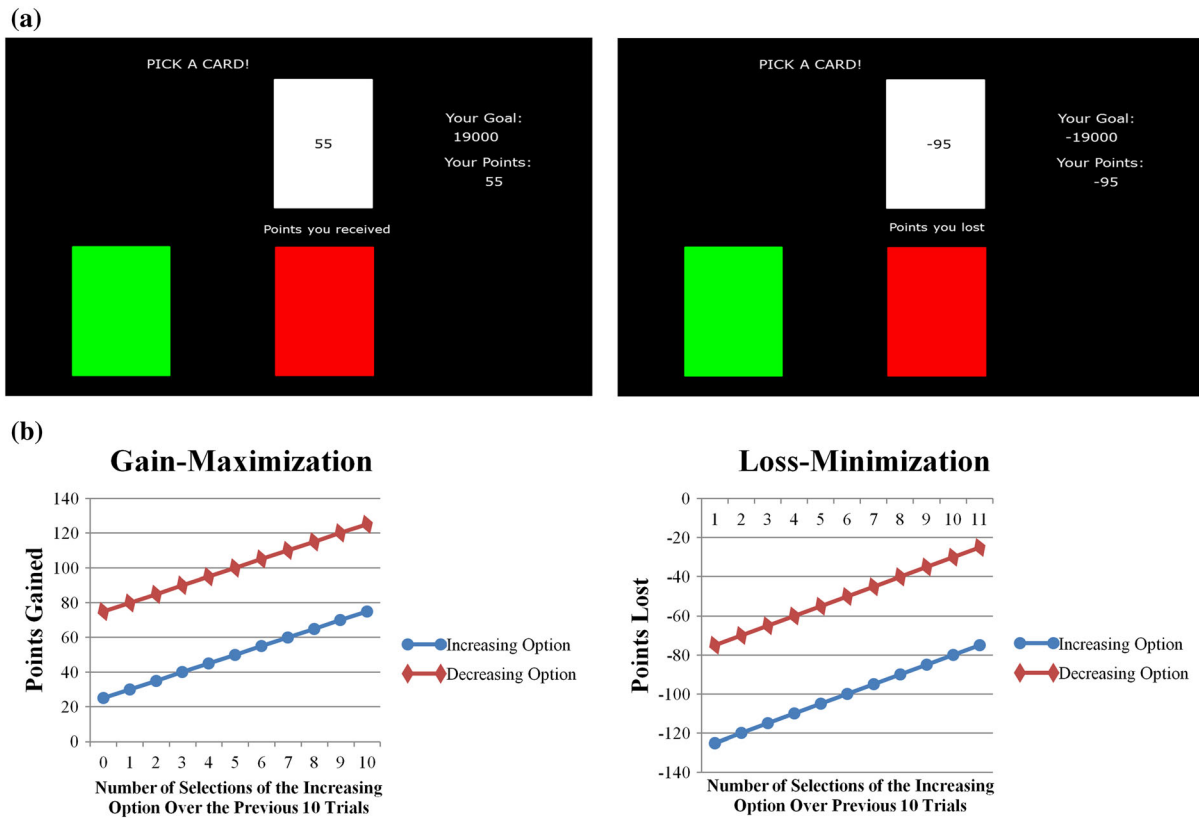 (a)
PICK A CARD!
55
Your Goal:
19000
Your Points:
55
Points you received
PICK A CARD!
-95
Your Goal:
-19000
Your Points:
-95
Points you lost
(b)
Gain-Maximization
Points Gained
140
120
100
80
60
40
20
0
0 1 2 3 4 5 6 7 8 9 10
Number of Selections of the Increasing
Option Over the Previous 10 Trials
Increasing Option
Decreasing Option
Loss-Minimization
Points Lost
0
-20
-40
-60
-80
-100
-120
-140
1 2 3 4 5 6 7 8 9 10 11
Number of Selections of the Increasing
Option Over Previous 10 Trials
Increasing Option
Decreasing Option